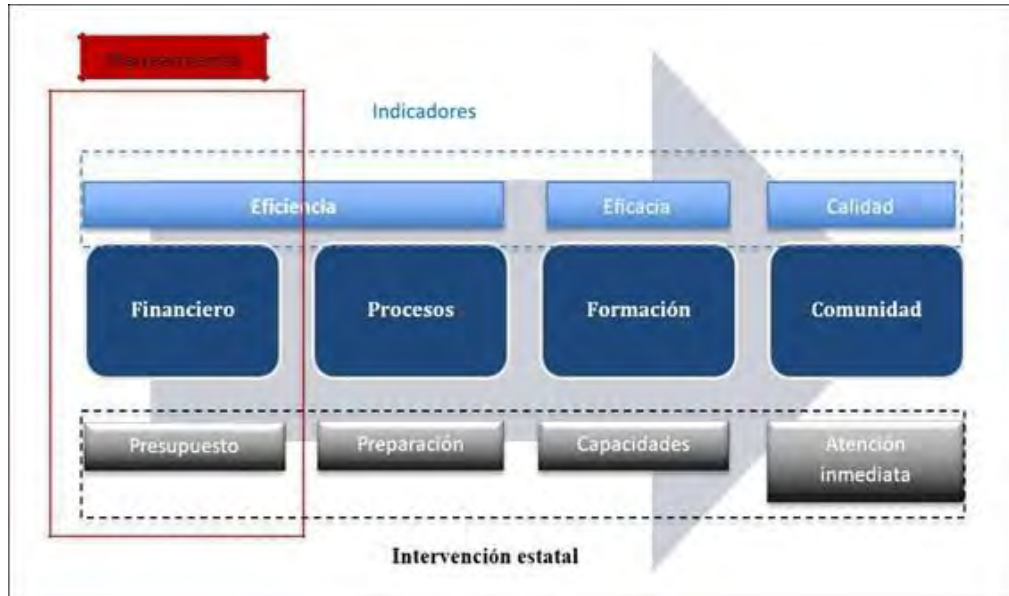 Indicadores
Eficiencia
Eficacia
Calidad
Financiero
Procesos
Formación
Comunidad
Presupuesto
Preparación
Capacidades
Atención
inmediata
Intervención estatal